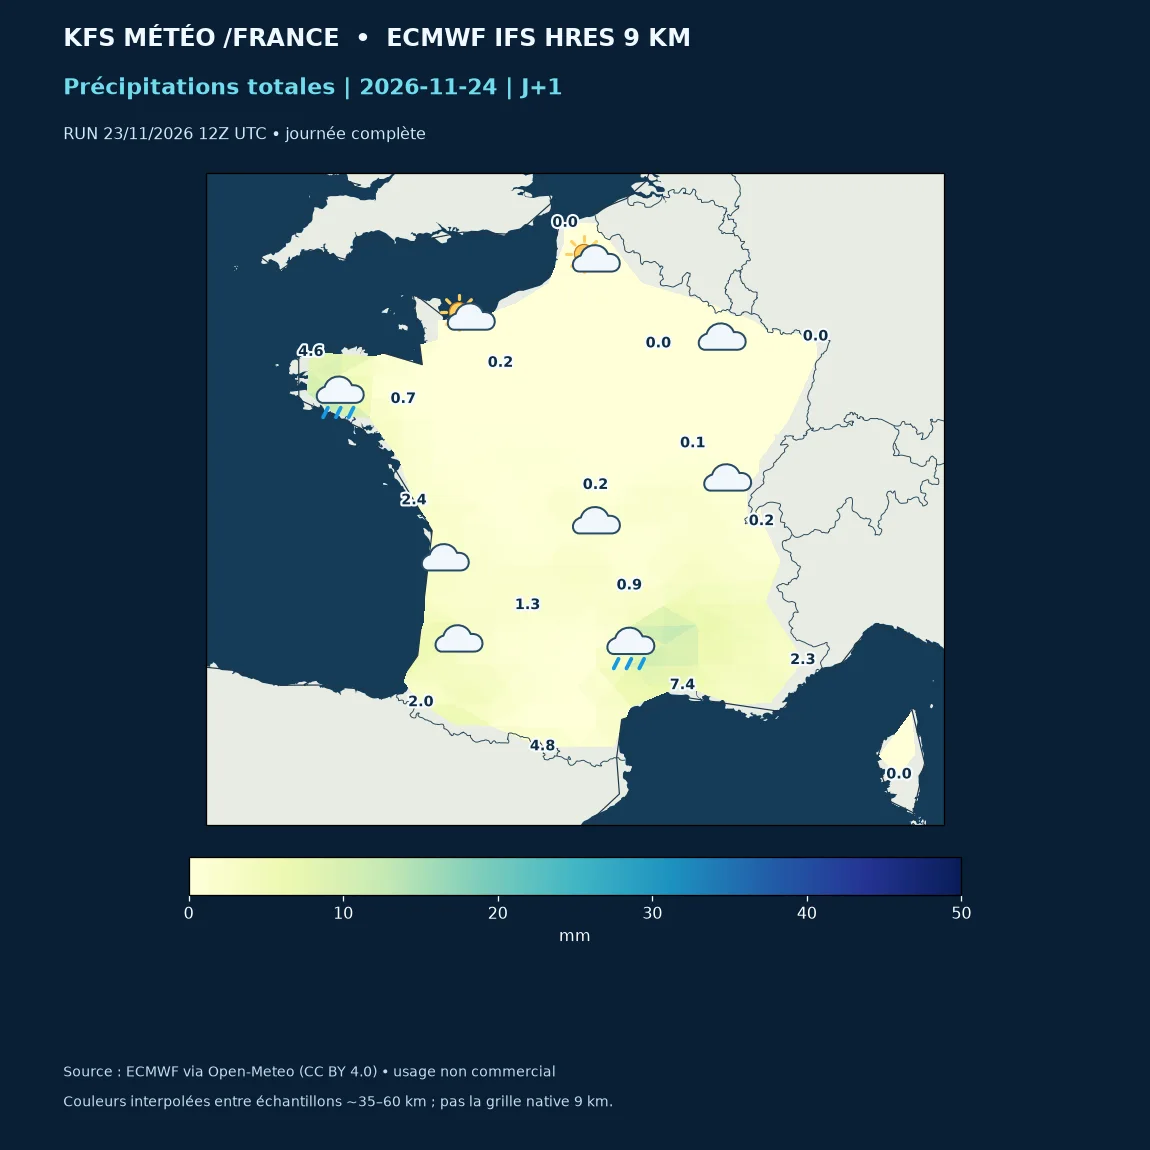 KFS MÉTÉO /FRANCE • ECMWF IFS HRES 9 KM
Précipitations totales | 2026-11-24 | J+1
RUN 23/11/2026 12Z UTC • journée complète
0.0
0.0
0.0
4.6
0.2
0.7
0.1
0.2
2.4
0.2
0.9
1.3
2.3
7.4
2.0
4.8
0.0
0 10 20 30 40 50
mm
Source : ECMWF via Open-Meteo (CC BY 4.0) • usage non commercial
Couleurs interpolées entre échantillons ~35–60 km ; pas la grille native 9 km.